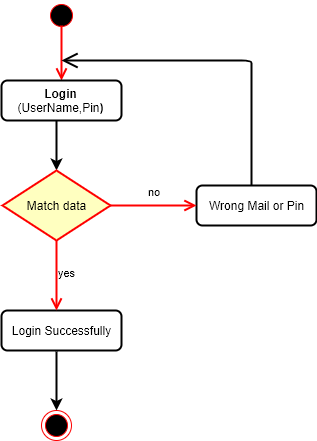 Login
(UserName,Pin)
Match data
no
Wrong Mail or Pin
yes
Login Successfully